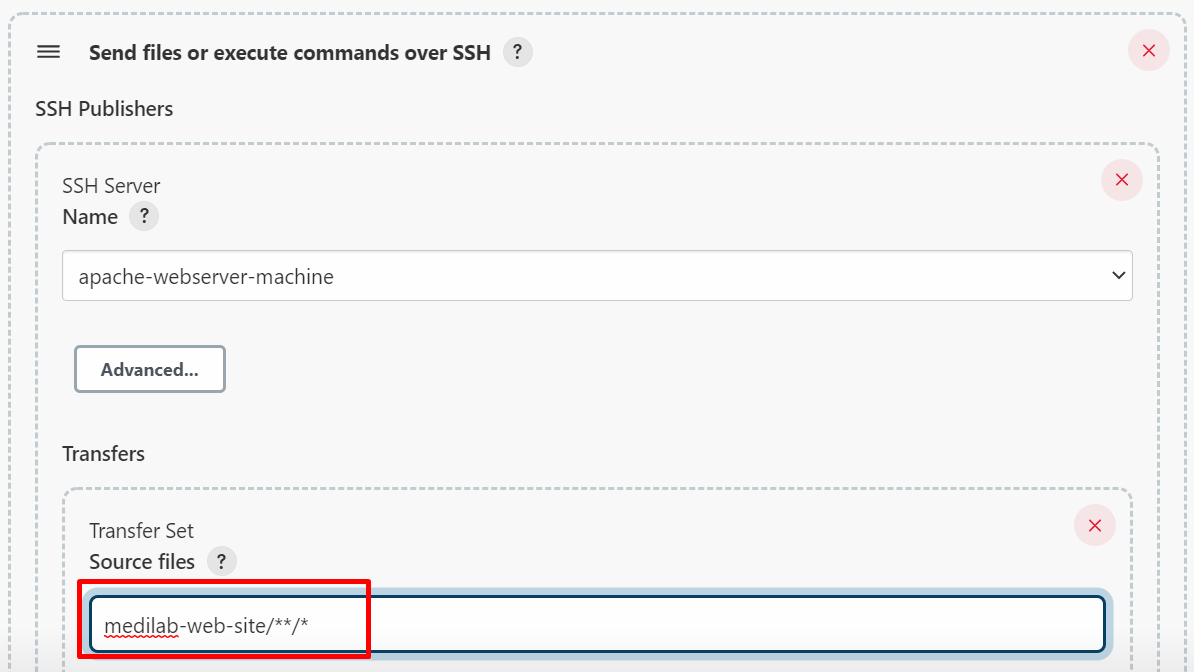 Send files or execute commands over SSH ?
SSH Publishers
SSH Server
Name ?
apache-webserver-machine
Advanced...
Transfers
Transfer Set
Source files ?
medilab-web-site/**/*